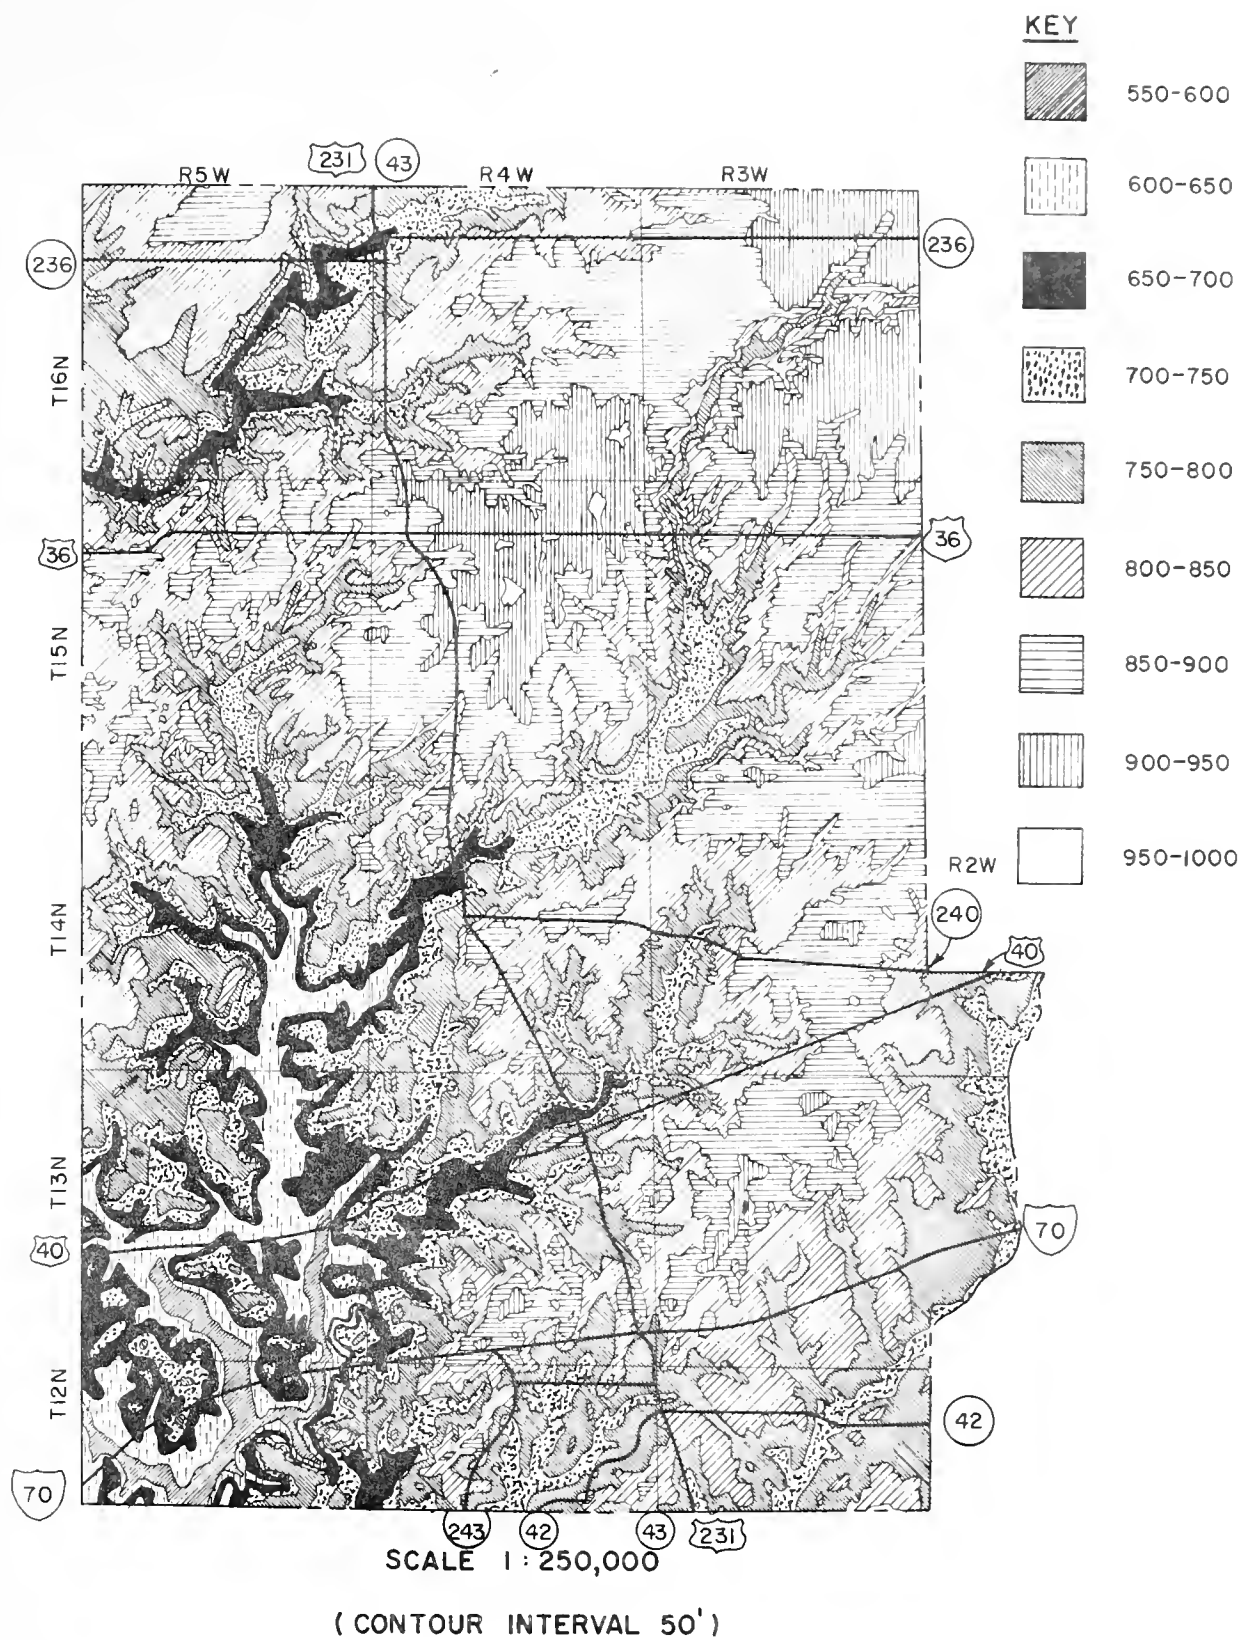 KEY
550-600
600-650
650-700
700-750
750-800
800-850
850-900
900-950
950-1000
231 43
R5W R4W R3W
236 236
T16N
36 36
T15N
R2W
T14N
240
40
T13N
40
70
T12N
42
70
243 42 43 231
SCALE 1:250,000
(CONTOUR INTERVAL 50')